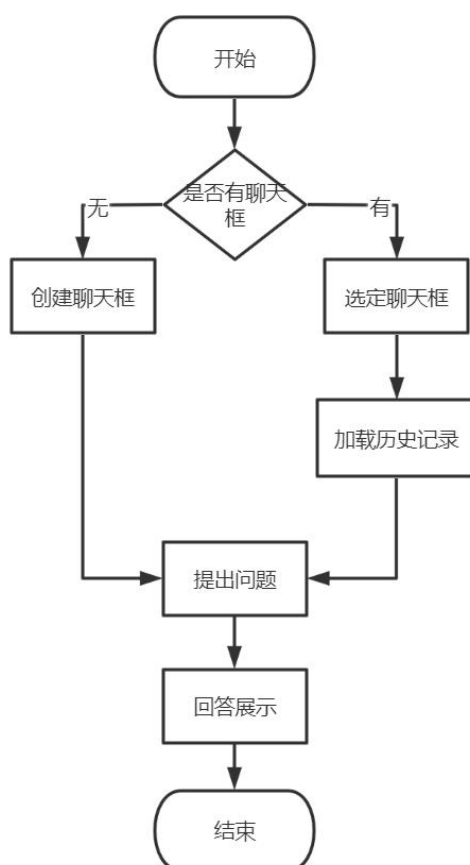 开始
是否有聊天
框
无
有
创建聊天框
选定聊天框
加载历史记录
提出问题
回答展示
结束